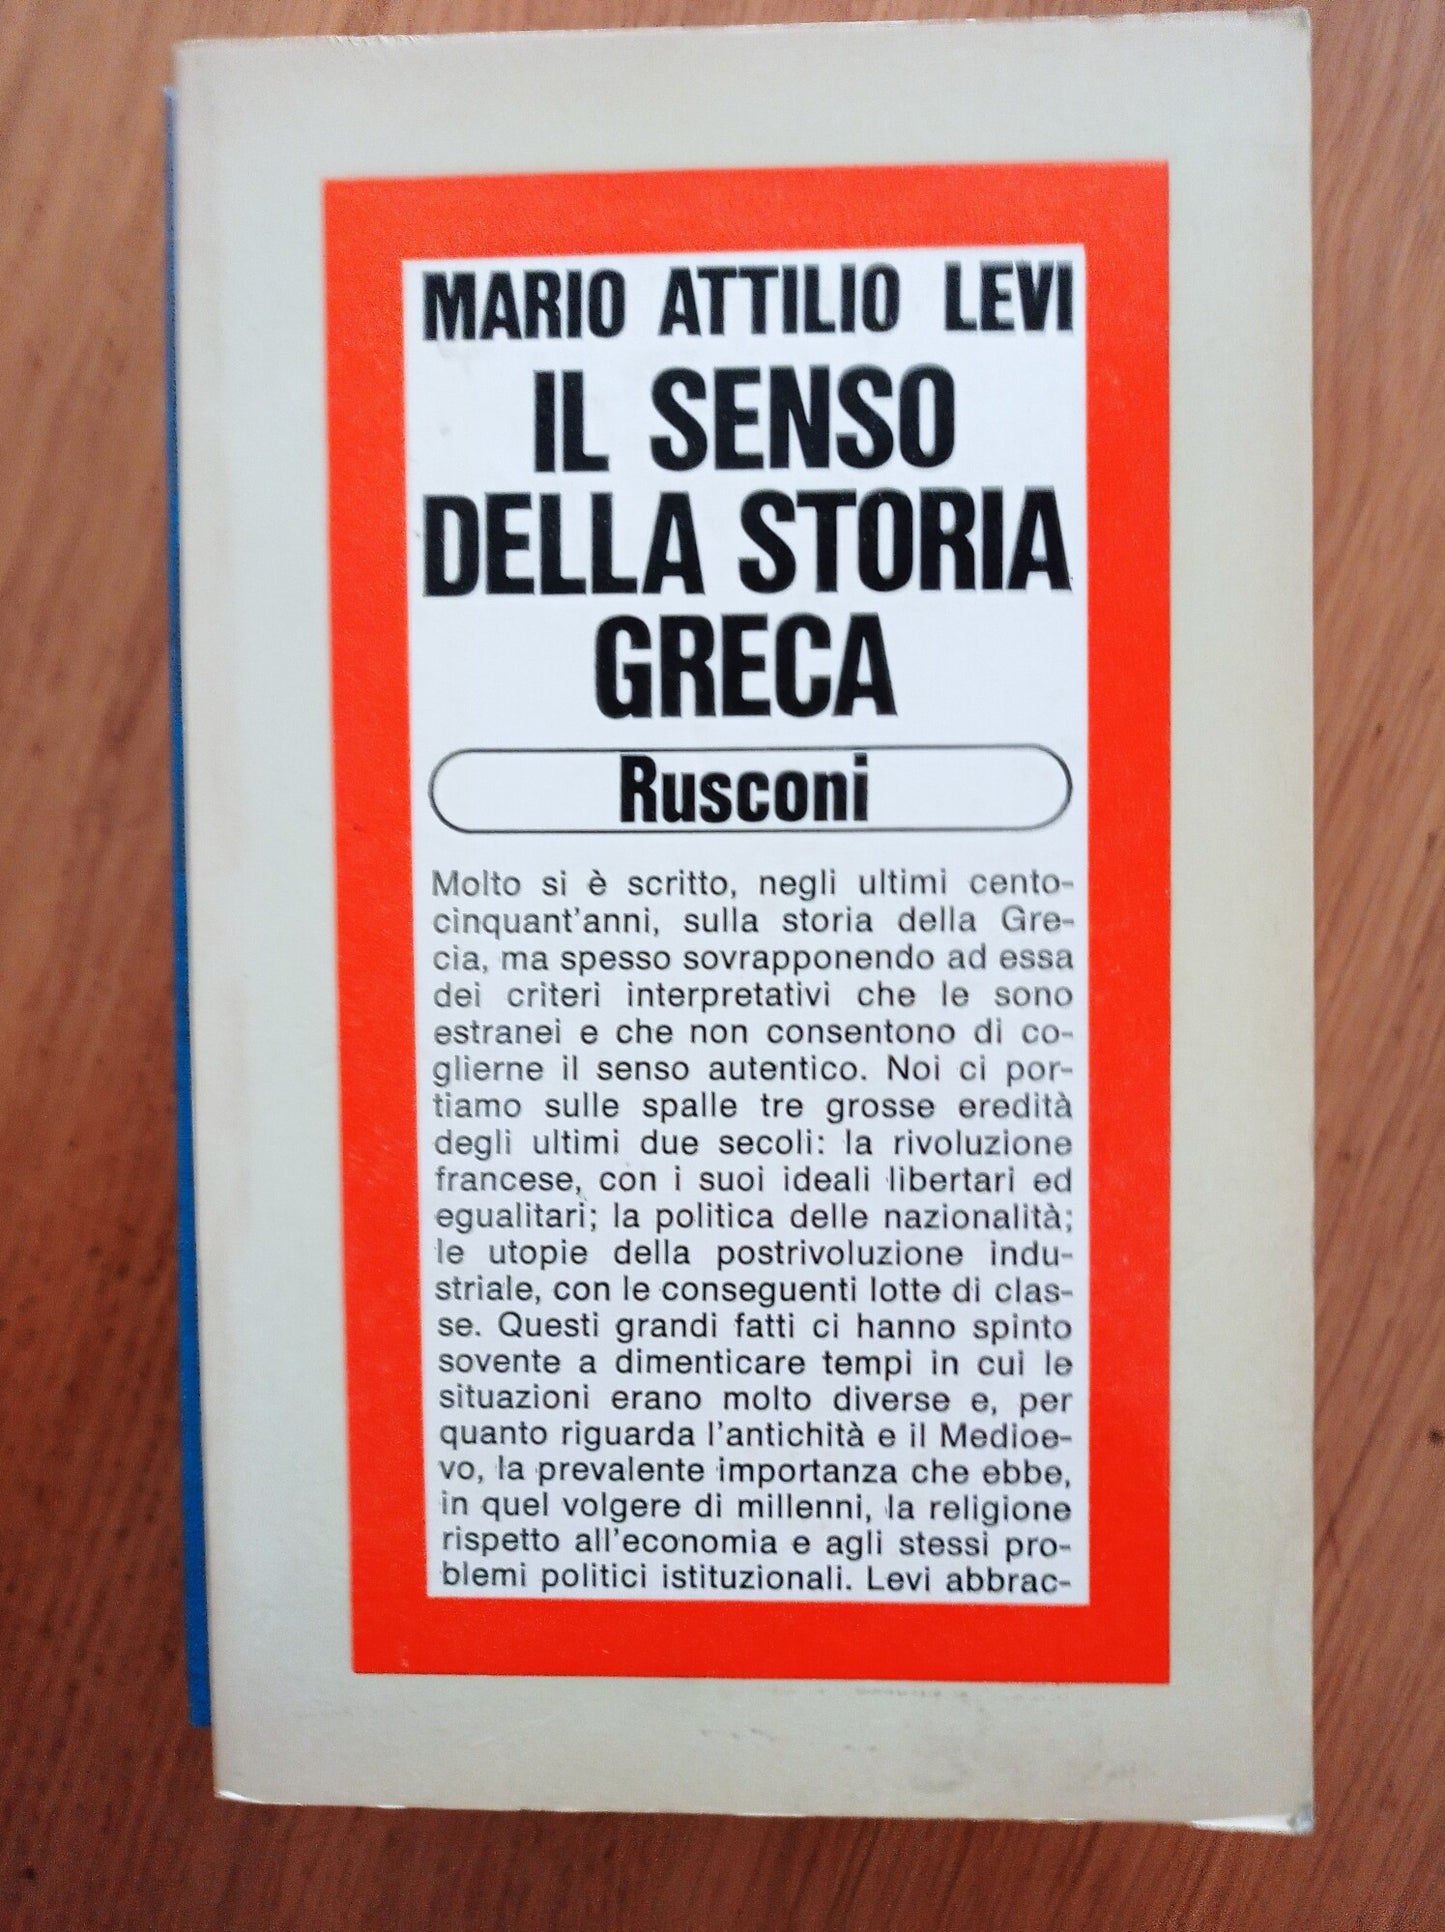 MARIO ATTILIO LEVI
IL SENSO
DELLA STORIA
GRECA
Rusconi
Molto si è scritto, negli ultimi cento-
cinquant'anni, sulla storia della Gre-
cia, ma spesso sovrapponendo ad essa
dei criteri interpretativi che le sono
estranei e che non consentono di co-
glierne il senso autentico. Noi ci por-
tiamo sulle spalle tre grosse eredità
degli ultimi due secoli: la rivoluzione
francese, con i suoi ideali libertari ed
egualitari; la politica delle nazionalità;
le utopie della postrivoluzione indu-
striale, con le conseguenti lotte di clas-
se. Questi grandi fatti ci hanno spinto
sovente a dimenticare tempi in cui le
situazioni erano molto diverse e, per
quanto riguarda l'antichità e il Medioe-
vo, la prevalente importanza che ebbe,
in quel volgere di millenni, la religione
rispetto all'economia e agli stessi pro-
blemi politici istituzionali. Levi abbrac-